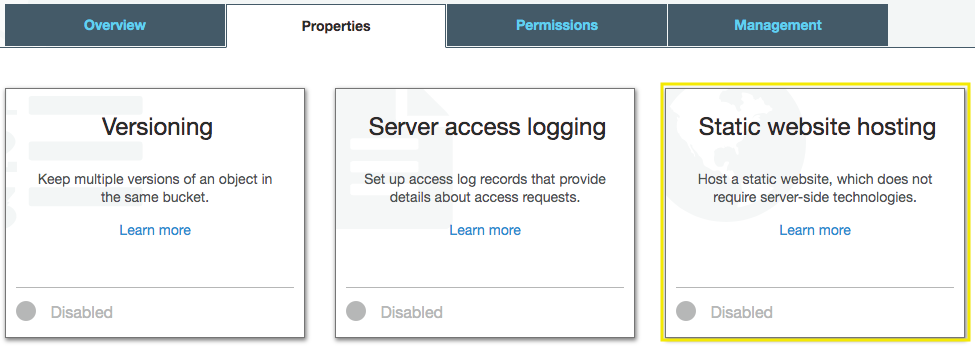 Overview
Properties
Permissions
Management
Versioning
Keep multiple versions of an object in
the same bucket.
Learn more
Disabled
Server access logging
Set up access log records that provide
details about access requests.
Learn more
Disabled
Static website hosting
Host a static website, which does not
require server-side technologies.
Learn more
Disabled